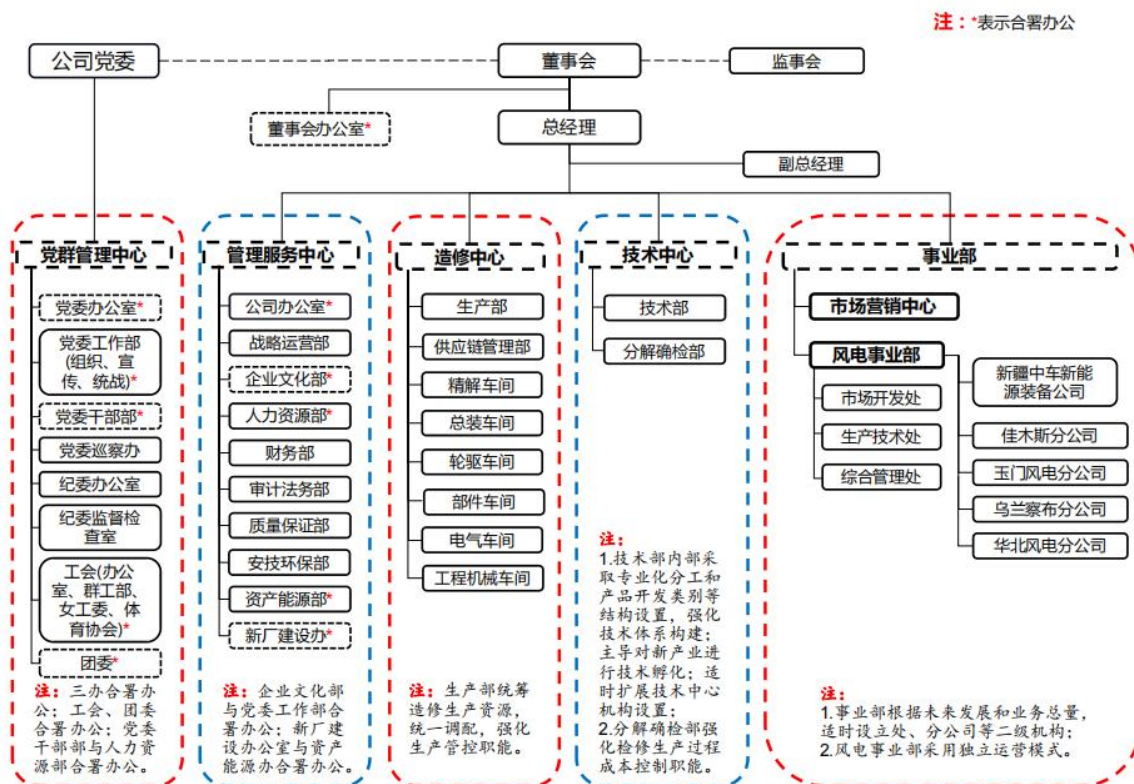 注：*表示合署办公
公司党委
董事会
监事会
董事会办公室*
总经理
副总经理
党群管理中心
党委办公室*
党委工作部
(组织、宣
传、统战)*
党委干部部*
党委巡察办
纪委办公室
纪委监督检
查室
工会(办公
室、群工部、
女工委、体
育协会)*
团委*
注：三办合署办
公；工会、团委
合署办公；党委
干部部与人力资
源部合署办公。
管理服务中心
公司办公室*
战略运营部
企业文化部*
人力资源部*
财务部
审计法务部
质量保证部
安技环保部
资产能源部*
新厂建设办*
注：企业文化部
与党委工作部合
署办公；新厂建
设办公室与资产
能源办合署办公。
造修中心
生产部
供应链管理部
精解车间
总装车间
轮驱车间
部件车间
电气车间
工程机械车间
注：生产部统筹
造修生产资源，
统一调配，强化
生产管控职能。
技术中心
技术部
分解确检部
注：
1.技术部内部采
取专业化分工和
产品开发类别等
结构设置，强化
技术体系构建；
主导对新产业进
行技术孵化；适
时扩展技术中心
机构设置；
2.分解确检部强
化检修生产过程
成本控制职能。
事业部
市场营销中心
风电事业部
市场开发处
生产技术处
综合管理处
新疆中车新能
源装备公司
佳木斯分公司
玉门风电分公司
乌兰察布分公司
华北风电分公司
注：
1.事业部根据未来发展和业务总量，
适时设立处、分公司等二级机构；
2.风电事业部采用独立运营模式。